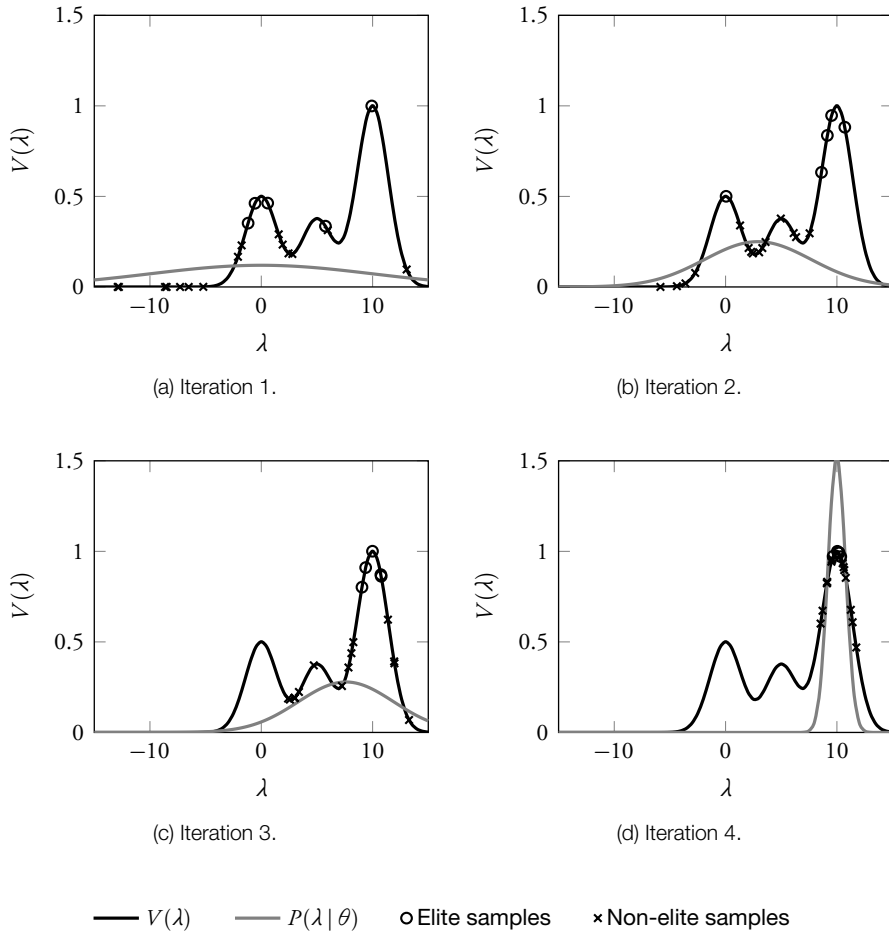 1.5
1
0.5
0
−10
0
10
V(λ)
λ
(a) Iteration 1.
1.5
1
0.5
0
−10
0
10
V(λ)
λ
(b) Iteration 2.
1.5
1
0.5
0
−10
0
10
V(λ)
λ
(c) Iteration 3.
1.5
1
0.5
0
−10
0
10
V(λ)
λ
(d) Iteration 4.
V(λ) P(λ | θ) Elite samples Non-elite samples